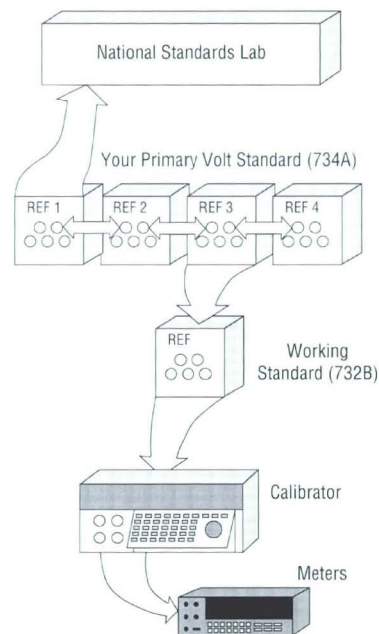 National Standards Lab
Your Primary Volt Standard (734A)
REF 1
REF 2
REF 3
REF 4
REF
Working
Standard (732B)
Calibrator
Meters